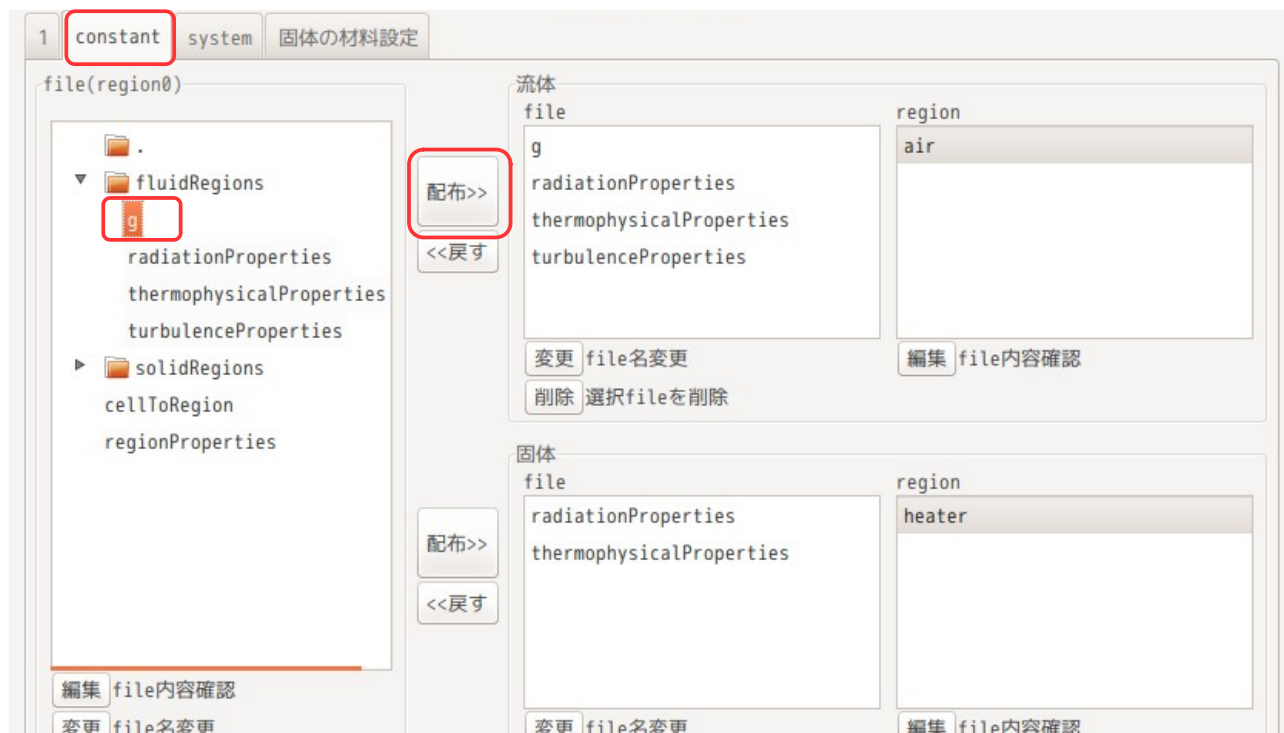 1 constant system 固体の材料設定
file(region0)
.
fluidRegions
g
radiationProperties
thermophysicalProperties
turbulenceProperties
solidRegions
cellToRegion
regionProperties
編集 file内容確認
変更 file名変更
配布>>
<<戻す
流体
file
g
radiationProperties
thermophysicalProperties
turbulenceProperties
変更 file名変更
削除 選択fileを削除
region
air
編集 file内容確認
配布>>
<<戻す
固体
file
radiationProperties
thermophysicalProperties
変更 file名変更
region
heater
編集 file内容確認